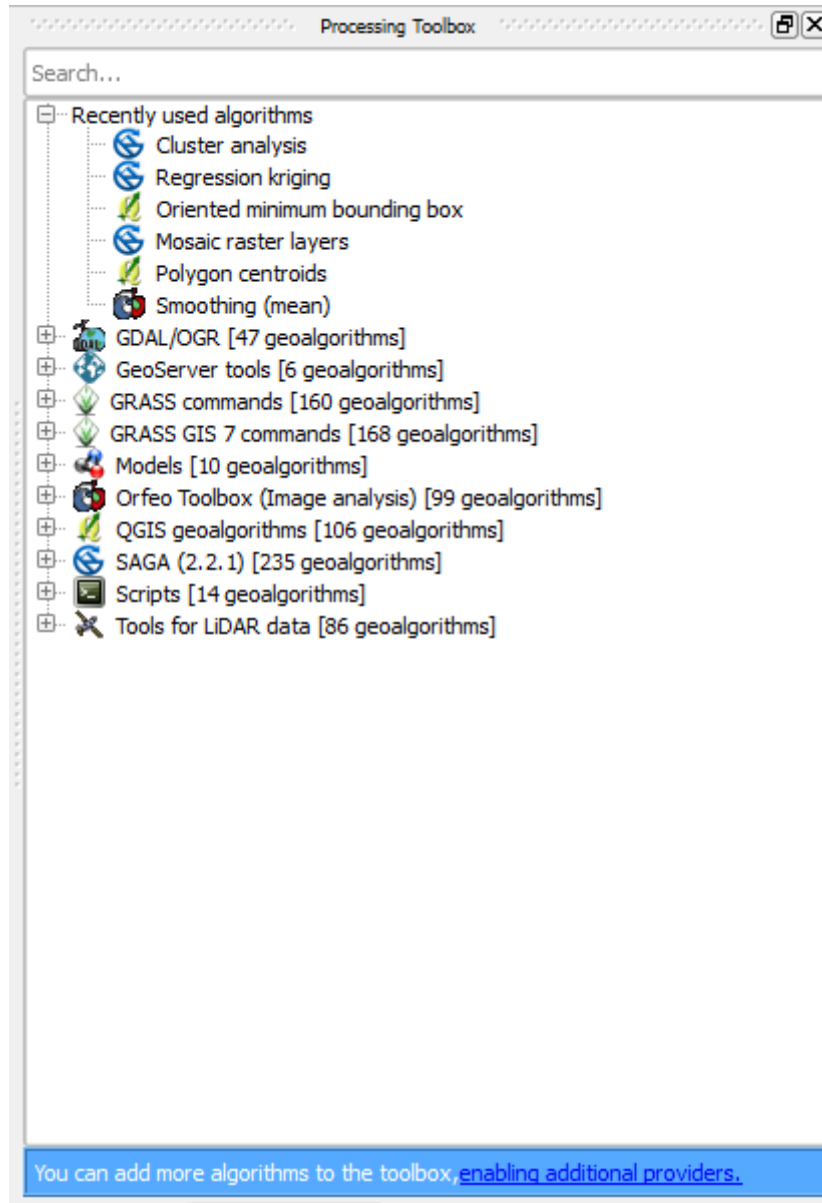 Processing Toolbox
Search...
Recently used algorithms
Cluster analysis
Regression kriging
Oriented minimum bounding box
Mosaic raster layers
Polygon centroids
Smoothing (mean)
GDAL/OGR [47 geoalgorithms]
GeoServer tools [6 geoalgorithms]
GRASS commands [160 geoalgorithms]
GRASS GIS 7 commands [168 geoalgorithms]
Models [10 geoalgorithms]
Orfeo Toolbox (Image analysis) [99 geoalgorithms]
QGIS geoalgorithms [106 geoalgorithms]
SAGA (2.2.1) [235 geoalgorithms]
Scripts [14 geoalgorithms]
Tools for LiDAR data [86 geoalgorithms]
You can add more algorithms to the toolbox,enabling additional providers.